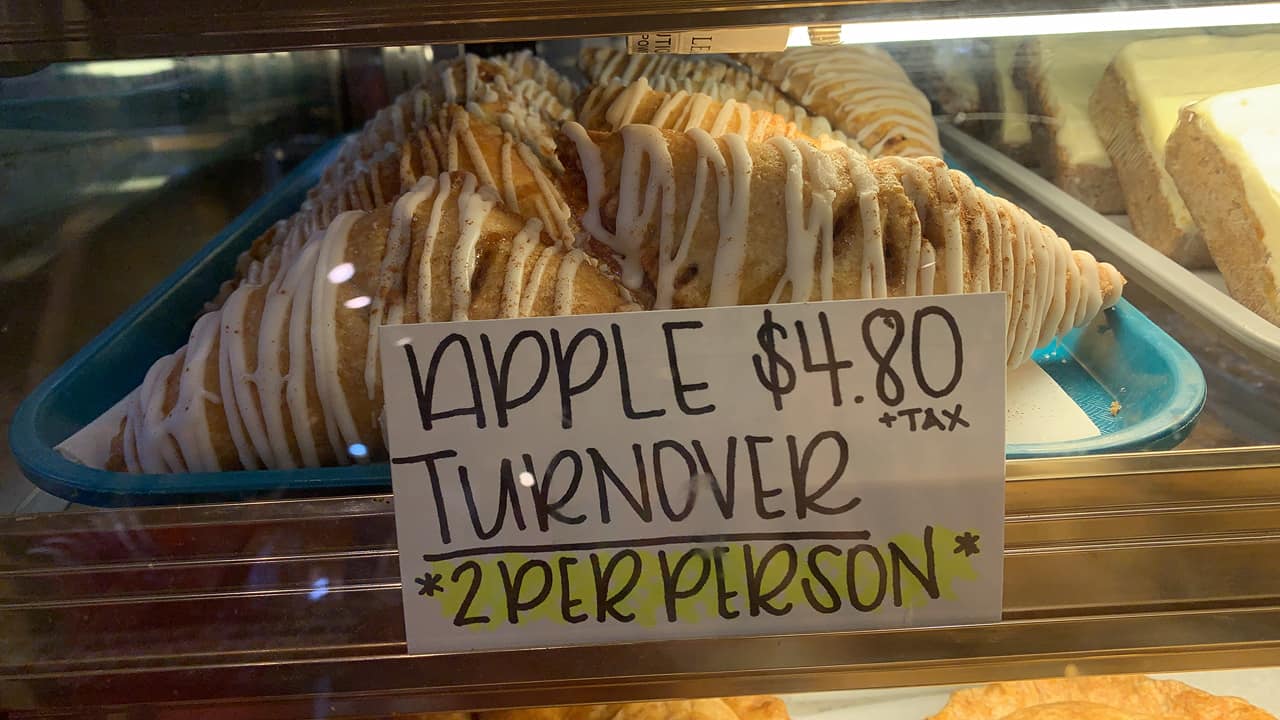 APPLE $4.80
+TAX
TURNOVER
*2 PER PERSON*